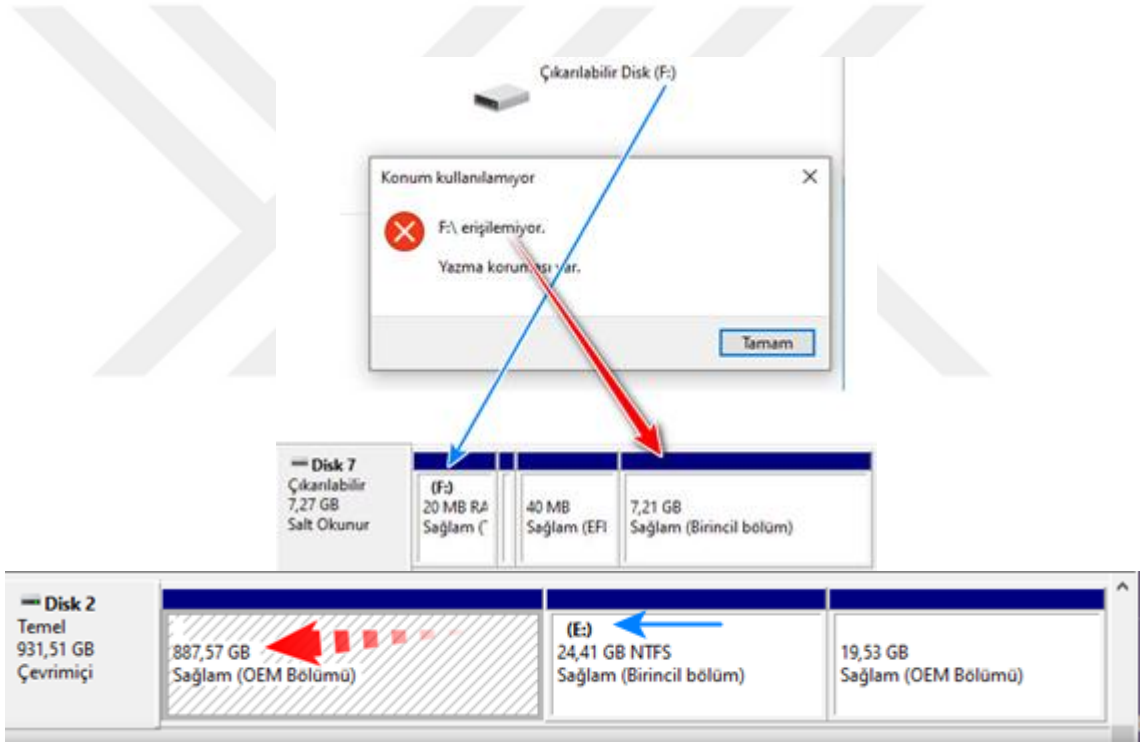 Çıkarılabilir Disk (F:)
Konum kullanılamıyor
F:\ erişilemiyor.
Yazma koruması var.
Tamam
Disk 7
Çıkarılabilir
7,27 GB
Salt Okunur
(F:)
20 MB RA
Sağlam (
40 MB
Sağlam (EFI
7,21 GB
Sağlam (Birincil bölüm)
Disk 2
Temel
931,51 GB
Çevrimiçi
887,57 GB
Sağlam (OEM Bölümü)
(E:)
24,41 GB NTFS
Sağlam (Birincil bölüm)
19,53 GB
Sağlam (OEM Bölümü)